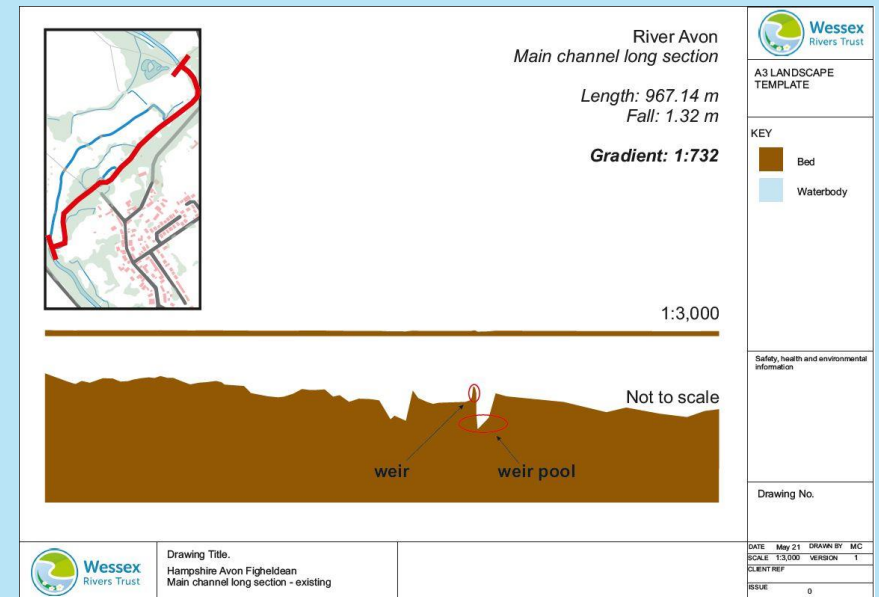 River Avon
Main channel long section
Length: 967.14 m
Fall: 1.32 m
Gradient: 1:732
1:3,000
Not to scale
weir
weir pool
Wessex
Rivers Trust
A3 LANDSCAPE
TEMPLATE
KEY
Bed
Waterbody
Safety, health and environmental
information
Drawing No.
DATE May 21 DRAWN BY MC
SCALE 1:3,000 VERSION 1
CLIENT REF
ISSUE 0
Wessex
Rivers Trust
Drawing Title.
Hampshire Avon Figheldean
Main channel long section - existing